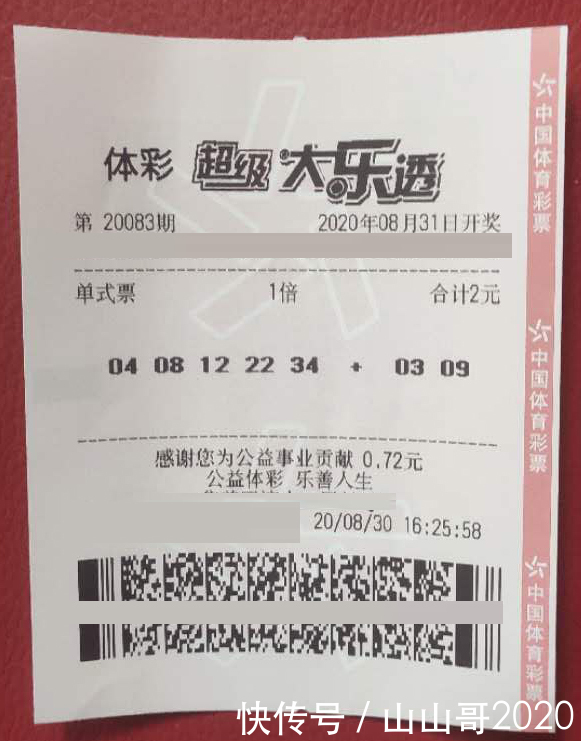 体彩 超级大乐透
第 20083期 2020年08月31日开奖
单式票 1倍 合计2元
04 08 12 22 34 + 03 09
感谢您为公益事业贡献 0.72元
公益体彩 乐善人生
20/08/30 16:25:58
中国体育彩票
中国体育彩票
中国体育彩票
快传号 / 山山哥2020